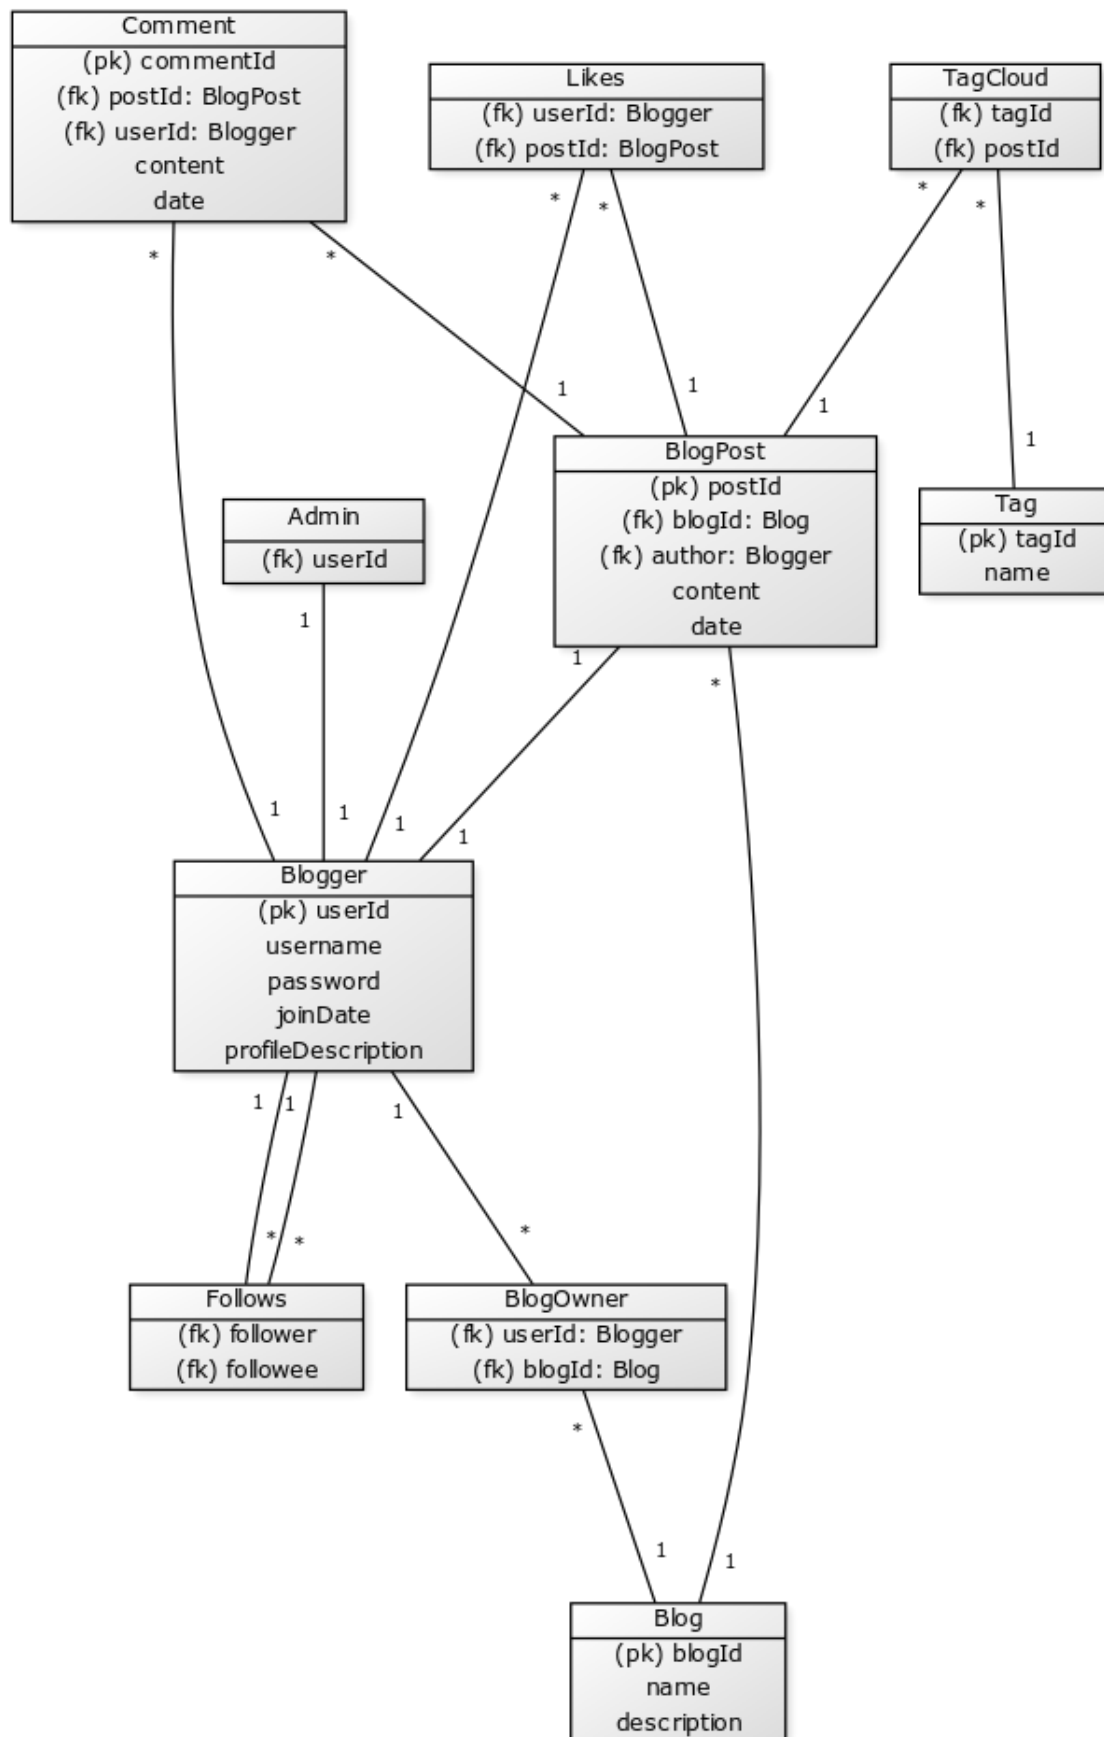 Comment
(pk) commentId
(fk) postId: BlogPost
(fk) userId: Blogger
content
date
Likes
(fk) userId: Blogger
(fk) postId: BlogPost
TagCloud
(fk) tagId
(fk) postId
*
*
*
*
*
*
1
1
1
1
BlogPost
(pk) postId
(fk) blogId: Blog
(fk) author: Blogger
content
date
Tag
(pk) tagId
name
Admin
(fk) userId
1
1
*
1
1
1
1
Blogger
(pk) userId
username
password
joinDate
profileDescription
1
1
1
*
*
*
Follows
(fk) follower
(fk) followee
BlogOwner
(fk) userId: Blogger
(fk) blogId: Blog
*
1
1
Blog
(pk) blogId
name
description